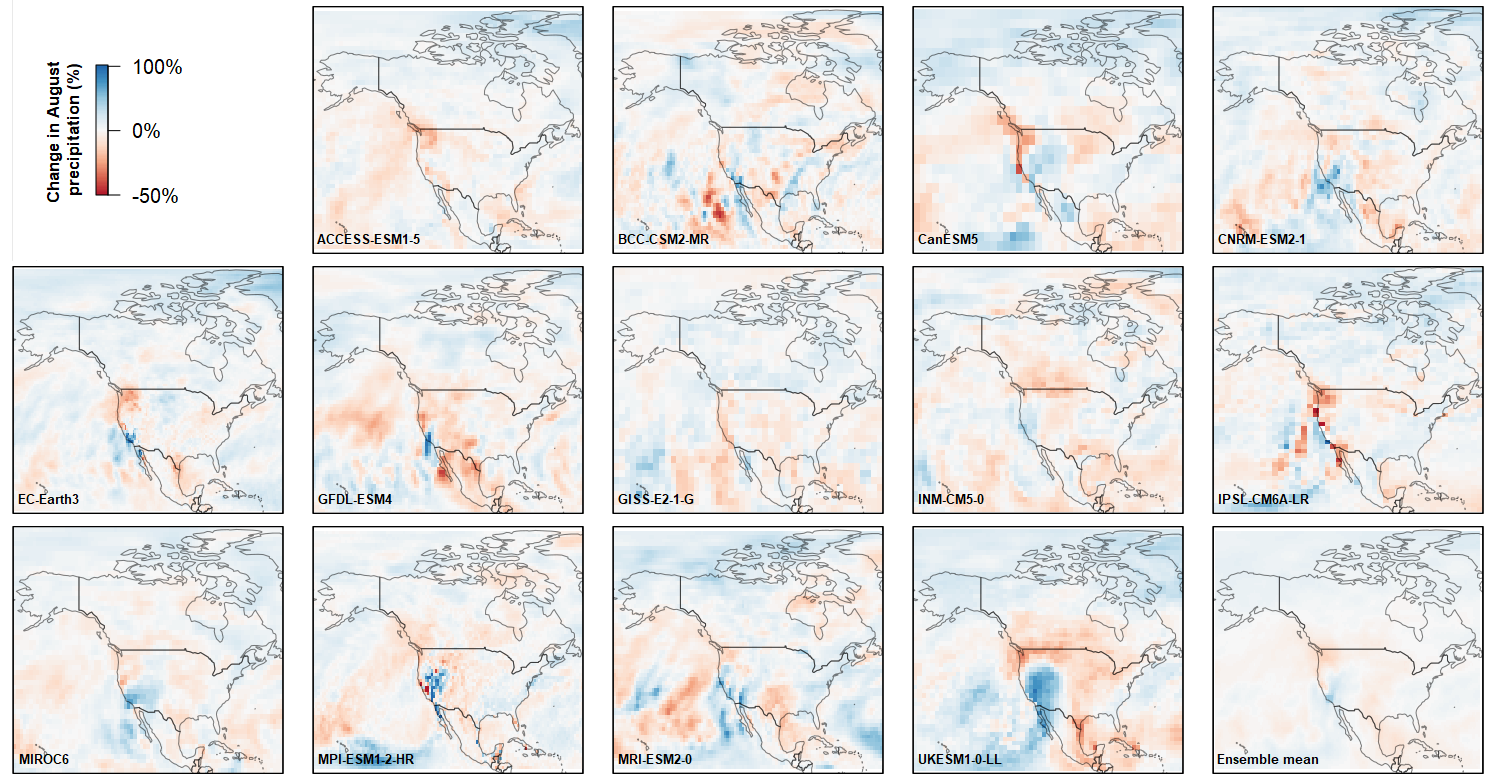 Change in August
precipitation (%)
100%
0%
-50%
ACCESS-ESM1-5
BCC-CSM2-MR
CanESM5
CNRM-ESM2-1
EC-Earth3
GFDL-ESM4
GISS-E2-1-G
INM-CM5-0
IPSL-CM6A-LR
MIROC6
MPI-ESM1-2-HR
MRI-ESM2-0
UKESM1-0-LL
Ensemble mean